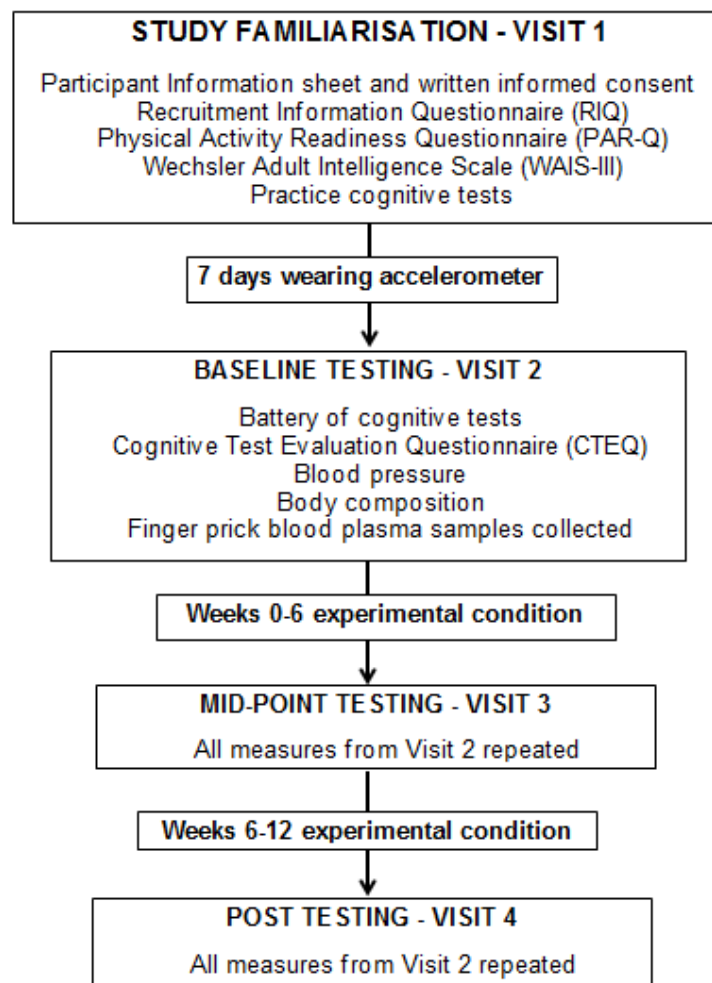 STUDY FAMILIARISATION - VISIT 1
Participant Information sheet and written informed consent
Recruitment Information Questionnaire (RIQ)
Physical Activity Readiness Questionnaire (PAR-Q)
Wechsler Adult Intelligence Scale (WAIS-III)
Practice cognitive tests
7 days wearing accelerometer
BASELINE TESTING - VISIT 2
Battery of cognitive tests
Cognitive Test Evaluation Questionnaire (CTEQ)
Blood pressure
Body composition
Finger prick blood plasma samples collected
Weeks 0-6 experimental condition
MID-POINT TESTING - VISIT 3
All measures from Visit 2 repeated
Weeks 6-12 experimental condition
POST TESTING - VISIT 4
All measures from Visit 2 repeated